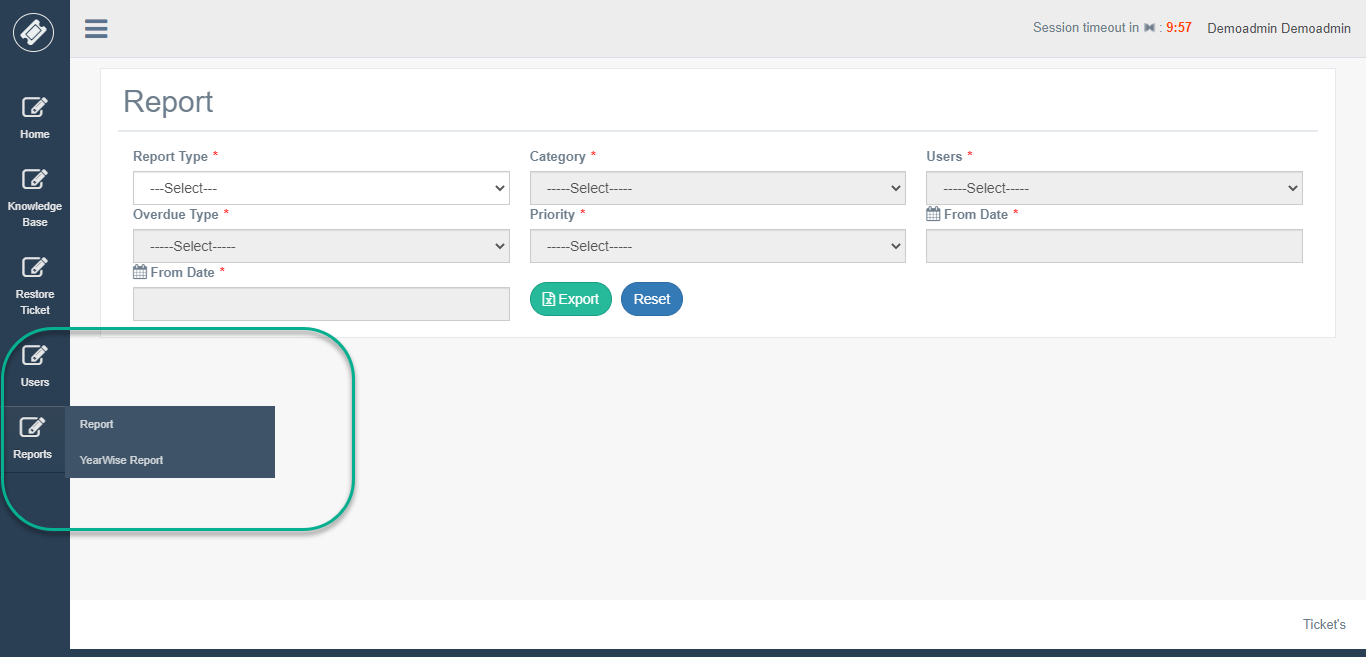 Session timeout in : 9:57 Demoadmin Demoadmin
Home
Knowledge
Base
Restore
Ticket
Users
Reports
Report
YearWise Report
Report
Report Type *
---Select---
Category *
-----Select-----
Users *
-----Select-----
Overdue Type *
-----Select-----
Priority *
-----Select-----
From Date *
From Date *
Export
Reset
Ticket's